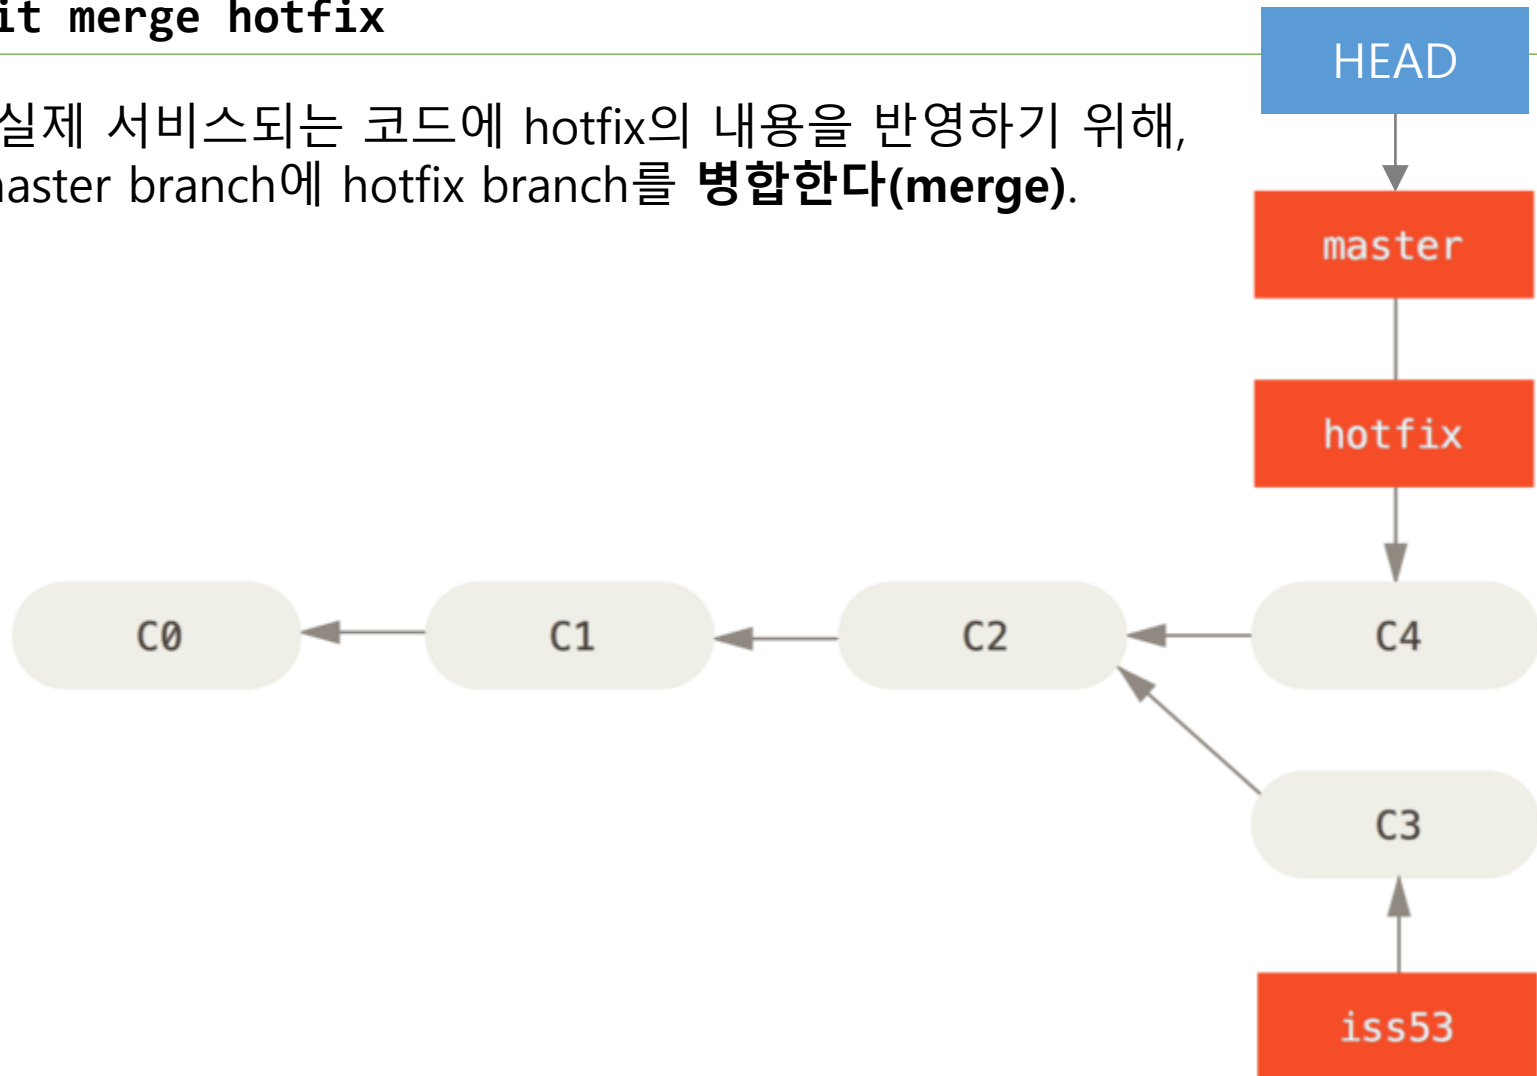 it merge hotfix
HEAD
실제 서비스되는 코드에 hotfix의 내용을 반영하기 위해,
naster branch에 hotfix branch를 병합한다(merge).
master
hotfix
C0
C1
C2
C4
C3
iss53